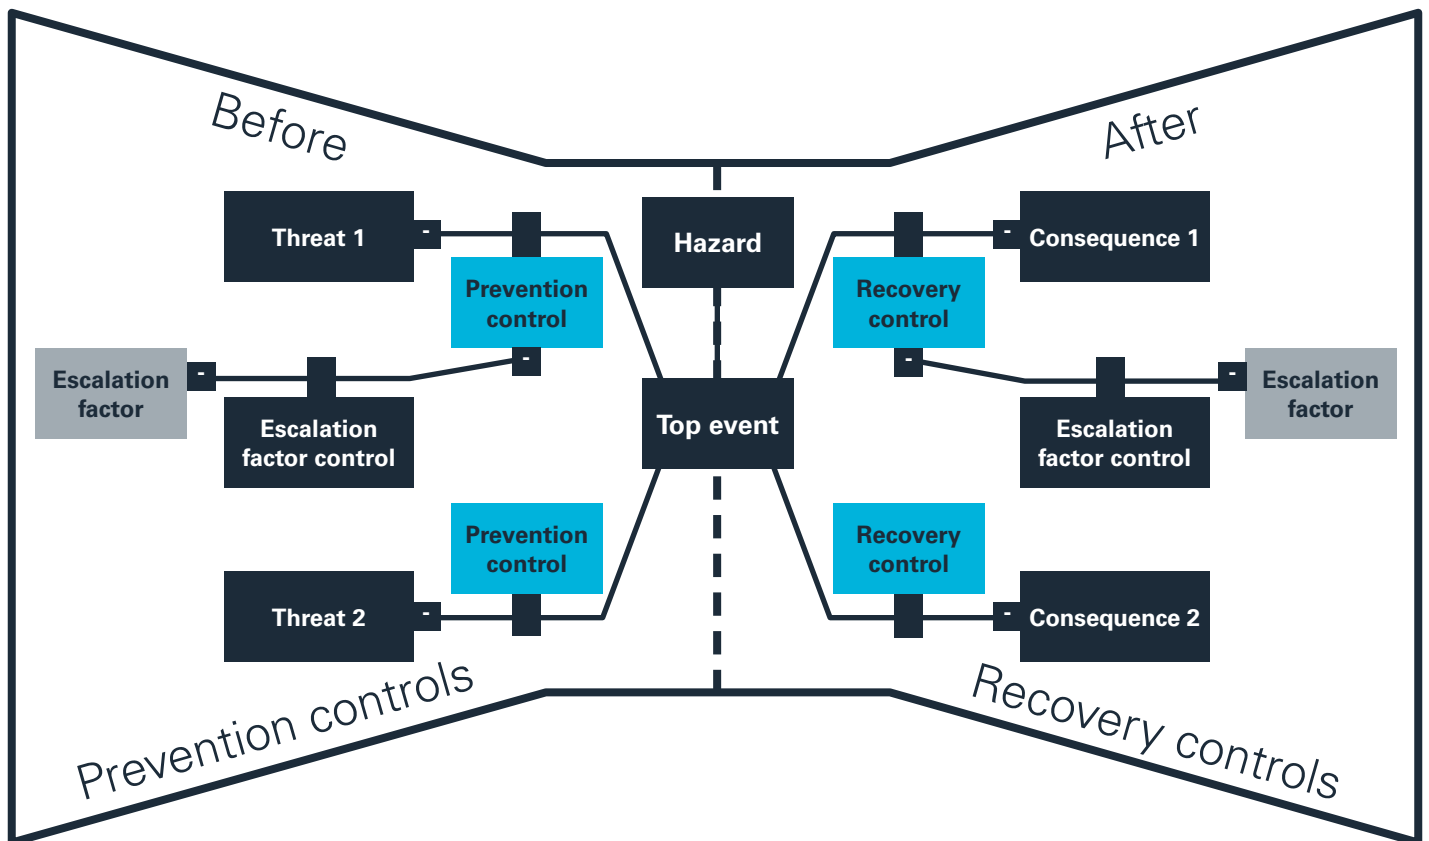 Before
After
Threat 1
-
Hazard
-
Consequence 1
Prevention
control
Recovery
control
-
-
Escalation
factor
-
-
Escalation
factor
Escalation
factor control
Top event
Escalation
factor control
Prevention
control
Recovery
control
Threat 2
-
-
Consequence 2
Prevention controls
Recovery controls